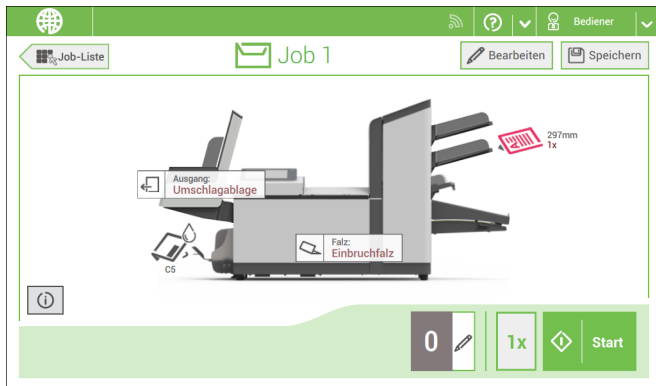 Bediener
Job-Liste
Job 1
Bearbeiten
Speichern
297mm
1x
Ausgang:
Umschlagablage
Falz:
Einbruchfalz
C5
0
1x
Start